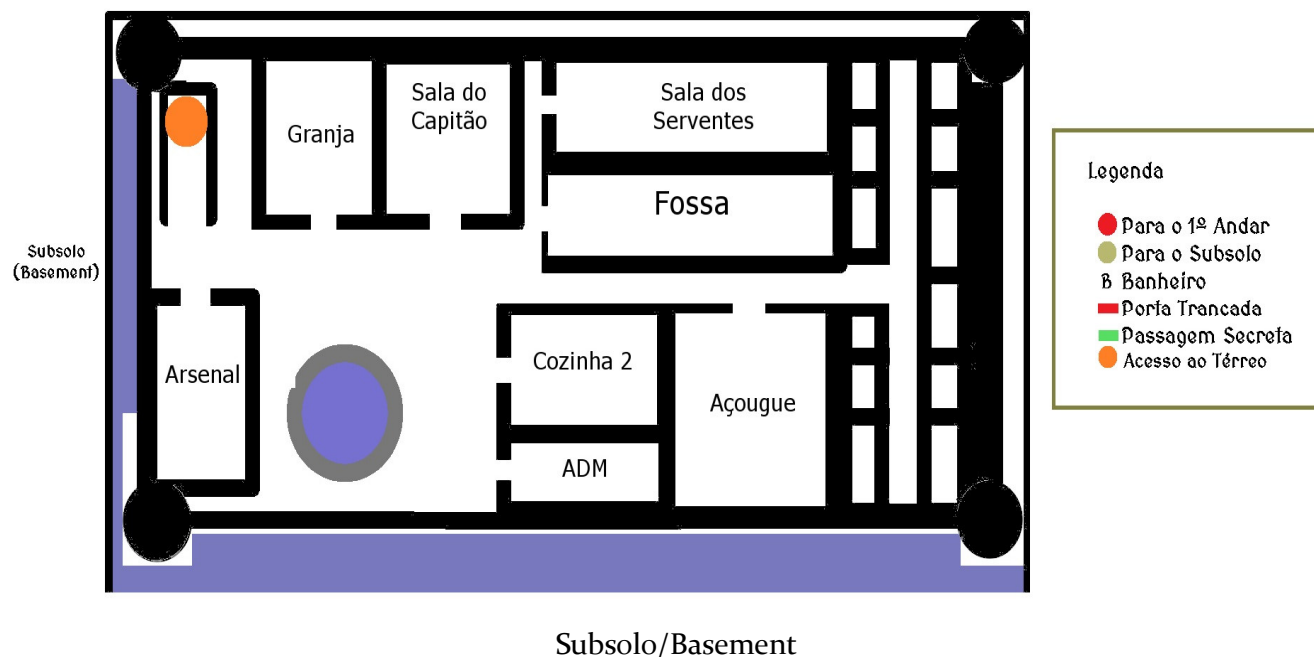 Granja
Sala do
Capitão
Sala dos
Serventes
Fossa
Subsolo
(Basement)
Arsenal
Cozinha 2
ADM
Açougue
Legenda
Para o 1º Andar
Para o Subsolo
B Banheiro
Porta Trancada
Passagem Secreta
Acesso ao Térreo
Subsolo/Basement